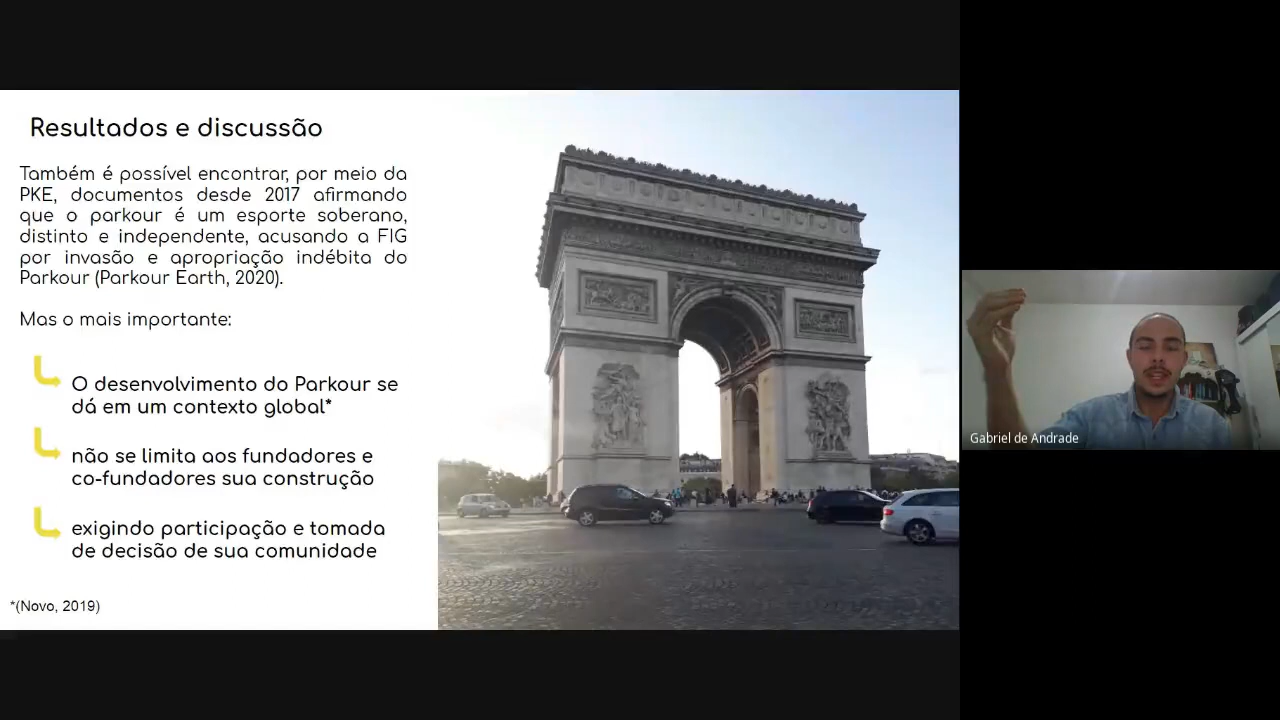 Resultados e discussão
Também é possível encontrar, por meio da
PKE, documentos desde 2017 afirmando
que o parkour é um esporte soberano,
distinto e independente, acusando a FIG
por invasão e apropriação indébita do
Parkour (Parkour Earth, 2020).
Mas o mais importante:
O desenvolvimento do Parkour se
dá em um contexto global*
não se limita aos fundadores e
co-fundadores sua construção
exigindo participação e tomada
de decisão de sua comunidade
*(Novo, 2019)
Gabriel de Andrade